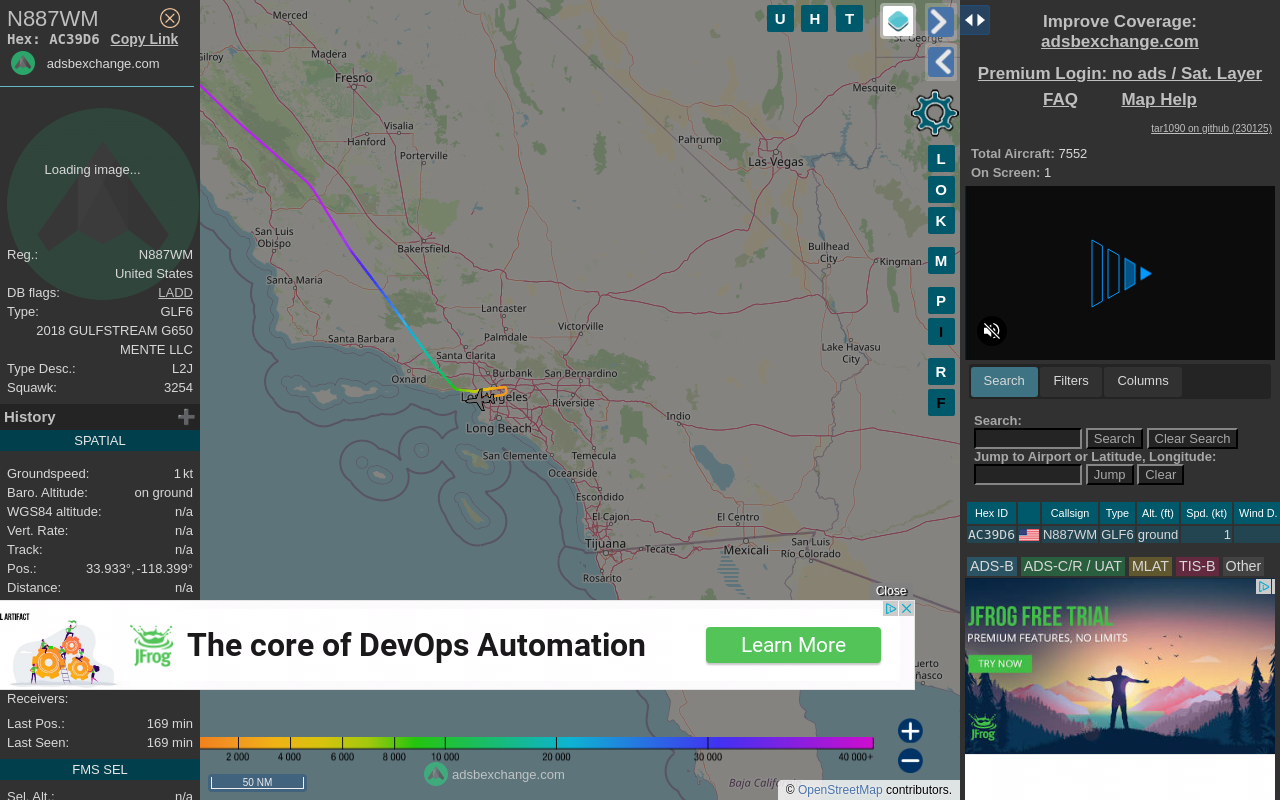 N887WM
Hex: AC39D6 Copy Link
adsbexchange.com
Loading image...
Reg.: N887WM
United States
DB flags: LADD
Type: GLF6
2018 GULFSTREAM G650
MENTE LLC
Type Desc.: L2J
Squawk: 3254
History
SPATIAL
Groundspeed: 1 kt
Baro. Altitude: on ground
WGS84 altitude: n/a
Vert. Rate: n/a
Track: n/a
Pos.: 33.933°, -118.399°
Distance: n/a
Receivers:
Last Pos.: 169 min
Last Seen: 169 min
FMS SEL
Sel. Alt.: n/a
Merced
Gilroy
Madera
Fresno
Visalia
Hanford
Porterville
San Luis
Obispo
Bakersfield
Santa Maria
Lancaster
Palmdale
Victorville
Santa Barbara
Santa Clarita
Oxnard
Burbank
San Bernardino
Los Angeles
Riverside
Long Beach
San Clemente
Temecula
Oceanside
Escondido
El Cajon
Tijuana
Tecate
Rosarito
Indio
El Centro
Mexicali
San Luis
Río Colorado
St. George
Mesquite
Pahrump
Las Vegas
Bullhead
City
Kingman
Lake Havasu
City
U H T
L
O
K
M
P
I
R
F
Close
L ARTIFACT
JFrog
The core of DevOps Automation
Learn More
2 000 4 000 6 000 8 000 10 000 20 000 30 000 40 000+
50 NM
adsbexchange.com
© OpenStreetMap contributors.
Improve Coverage:
adsbexchange.com
Premium Login: no ads / Sat. Layer
FAQ Map Help
tar1090 on github (230125)
Total Aircraft: 7552
On Screen: 1
Search Filters Columns
Search:
Search Clear Search
Jump to Airport or Latitude, Longitude:
Jump Clear
Hex ID Callsign Type Alt. (ft) Spd. (kt) Wind D.
AC39D6 N887WM GLF6 ground 1
ADS-B ADS-C/R / UAT MLAT TIS-B Other
JFROG FREE TRIAL
PREMIUM FEATURES, NO LIMITS
TRY NOW
JFrog